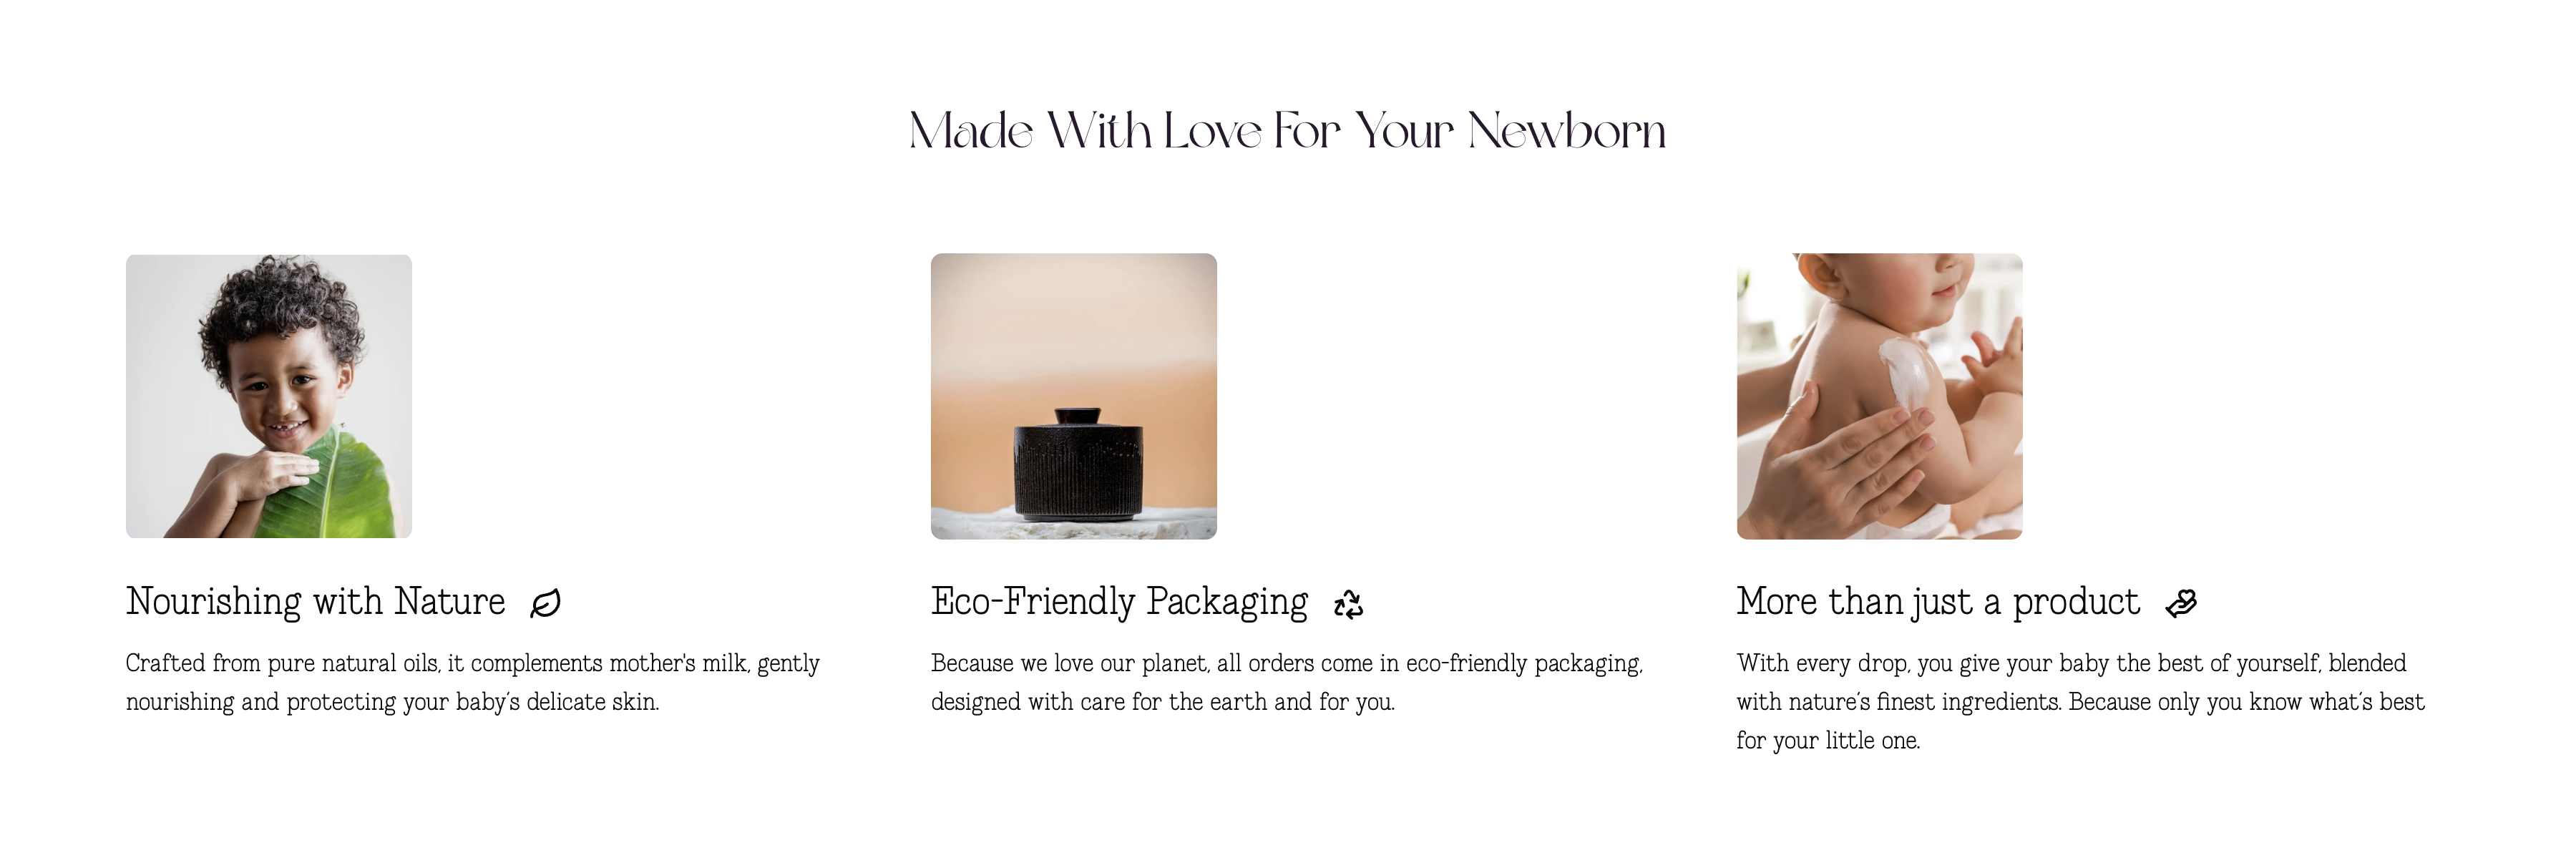 Made With Love For Your Newborn
Nourishing with Nature
Crafted from pure natural oils, it complements mother's milk, gently
nourishing and protecting your baby's delicate skin.
Eco-Friendly Packaging
Because we love our planet, all orders come in eco-friendly packaging,
designed with care for the earth and for you.
More than just a product
With every drop, you give your baby the best of yourself, blended
with nature's finest ingredients. Because only you know what's best
for your little one.